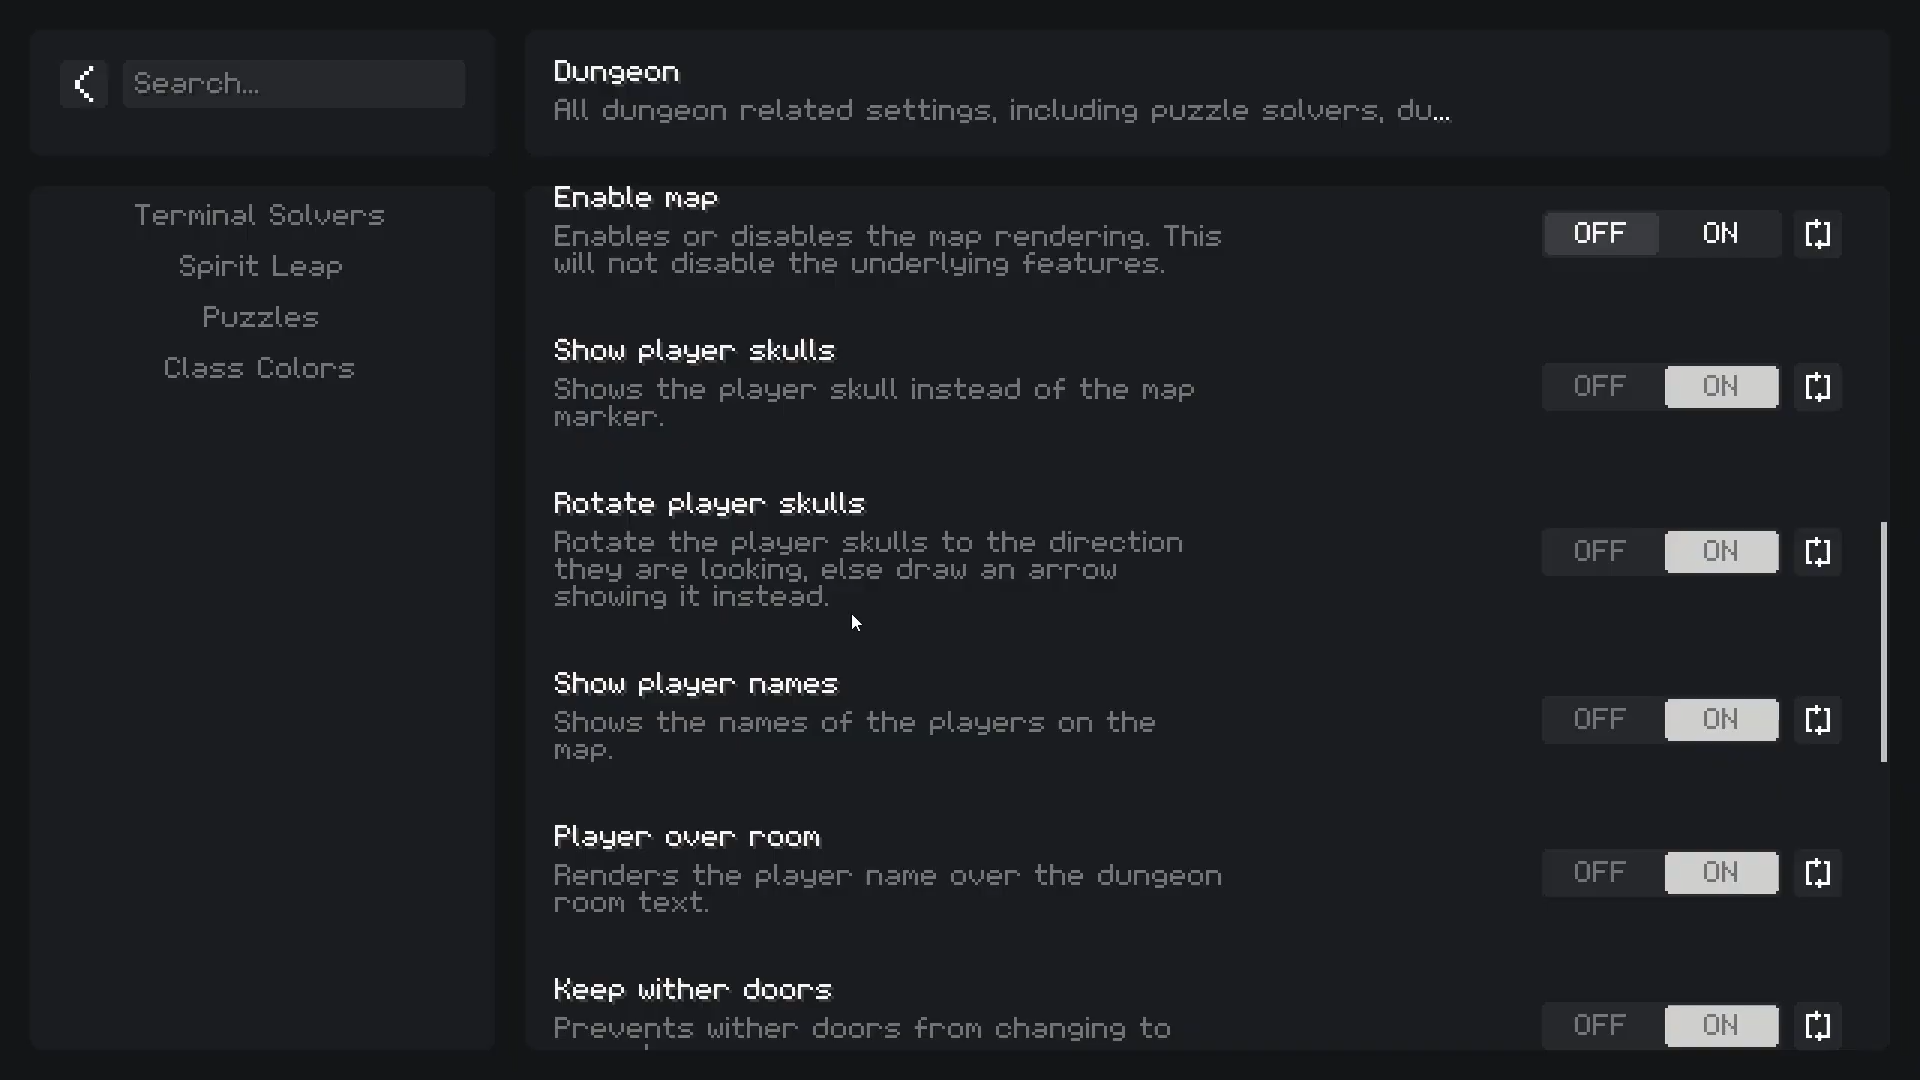 Search...
Dungeon
All dungeon related settings, including puzzle solvers, du...
Terminal Solvers
Spirit Leap
Puzzles
Class Colors
Enable map
Enables or disables the map rendering. This
will not disable the underlying features.
OFF ON
Show player skulls
Shows the player skull instead of the map
marker.
OFF ON
Rotate player skulls
Rotate the player skulls to the direction
they are looking, else draw an arrow
showing it instead.
OFF ON
Show player names
Shows the names of the players on the
map.
OFF ON
Player over room
Renders the player name over the dungeon
room text.
OFF ON
Keep wither doors
Prevents wither doors from changing to
OFF ON